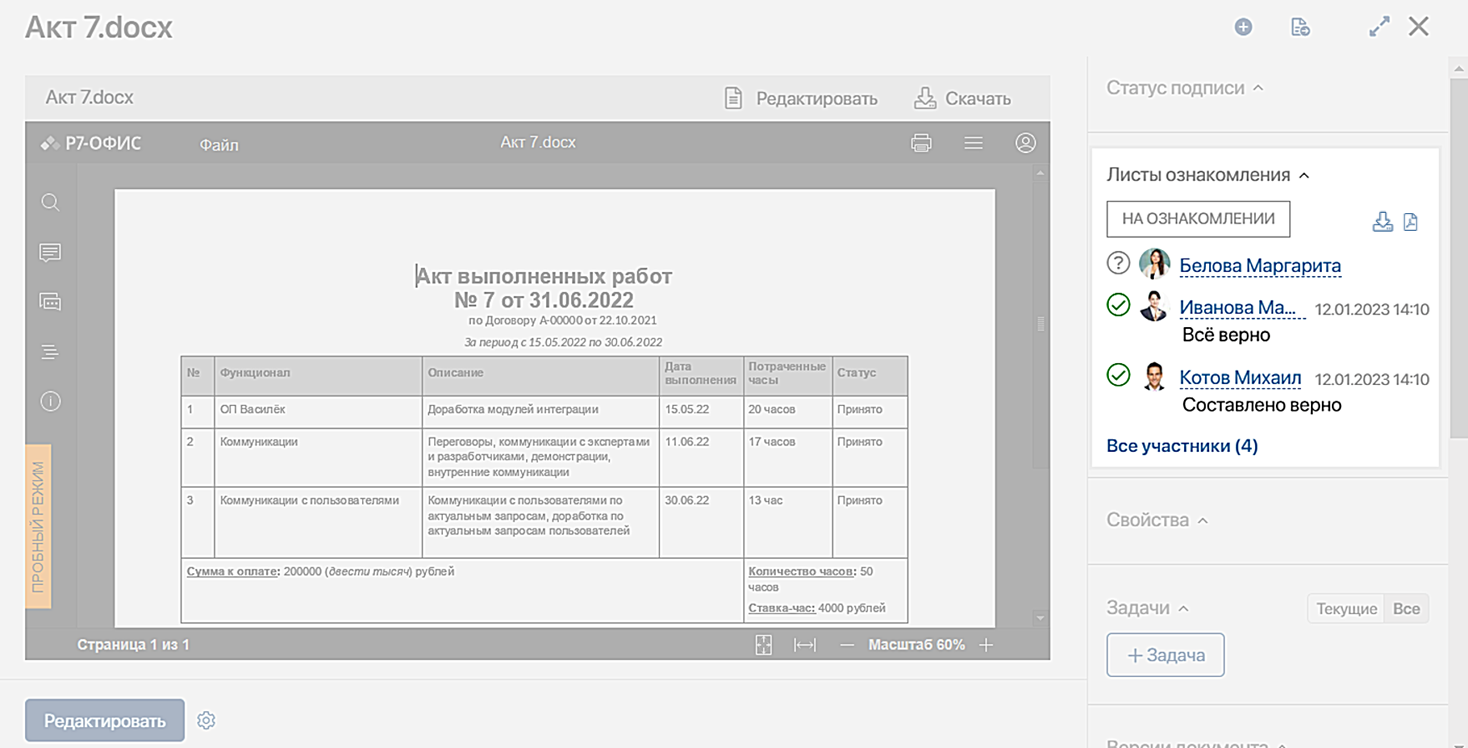 Акт 7.docx
Акт 7.docx
Редактировать
Скачать
Р7-ОФИС
Файл
Акт 7.docx
ПРОБНЫЙ РЕЖИМ
Акт выполненных работ
№ 7 от 31.06.2022
по Договору А-00000 от 22.10.2021
За период с 15.05.2022 по 30.06.2022
№ Функционал Описание Дата выполнения Потраченные часы Статус
1 ОП Василёк Доработка модулей интеграции 15.05.22 20 часов Принято
2 Коммуникации Переговоры, коммуникации с экспертами и разработчиками, демонстрации, внутренние коммуникации 11.06.22 17 часов Принято
3 Коммуникации с пользователями Коммуникации с пользователями по актуальным запросам, доработка по актуальным запросам пользователей 30.06.22 13 час Принято
Сумма к оплате: 200000 (двести тысяч) рублей
Количество часов: 50
часов
Ставка-час: 4000 рублей
Страница 1 из 1
Масштаб 60%
Редактировать
Статус подписи
Листы ознакомления
НА ОЗНАКОМЛЕНИИ
Белова Маргарита
Иванова Ма... 12.01.2023 14:10
Всё верно
Котов Михаил 12.01.2023 14:10
Составлено верно
Все участники (4)
Свойства
Задачи
Текущие Все
+ Задача
Версии документа